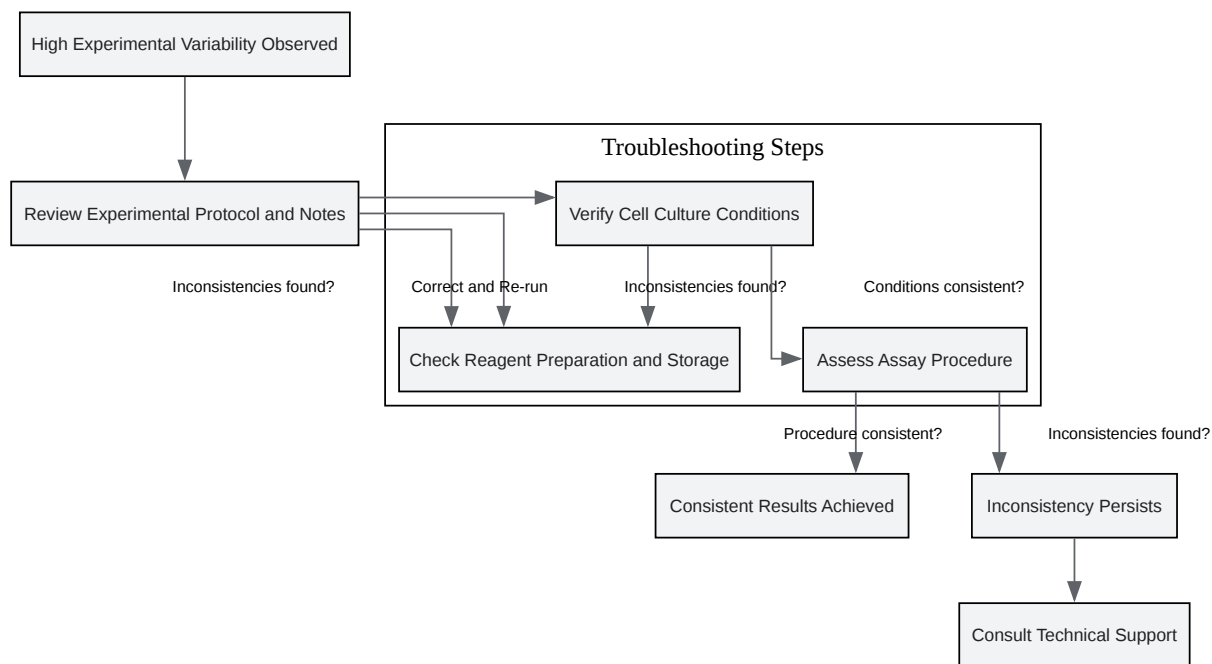 High Experimental Variability Observed
Troubleshooting Steps
Review Experimental Protocol and Notes
Verify Cell Culture Conditions
Inconsistencies found?
Correct and Re-run
Inconsistencies found?
Conditions consistent?
Check Reagent Preparation and Storage
Assess Assay Procedure
Procedure consistent?
Inconsistencies found?
Consistent Results Achieved
Inconsistency Persists
Consult Technical Support